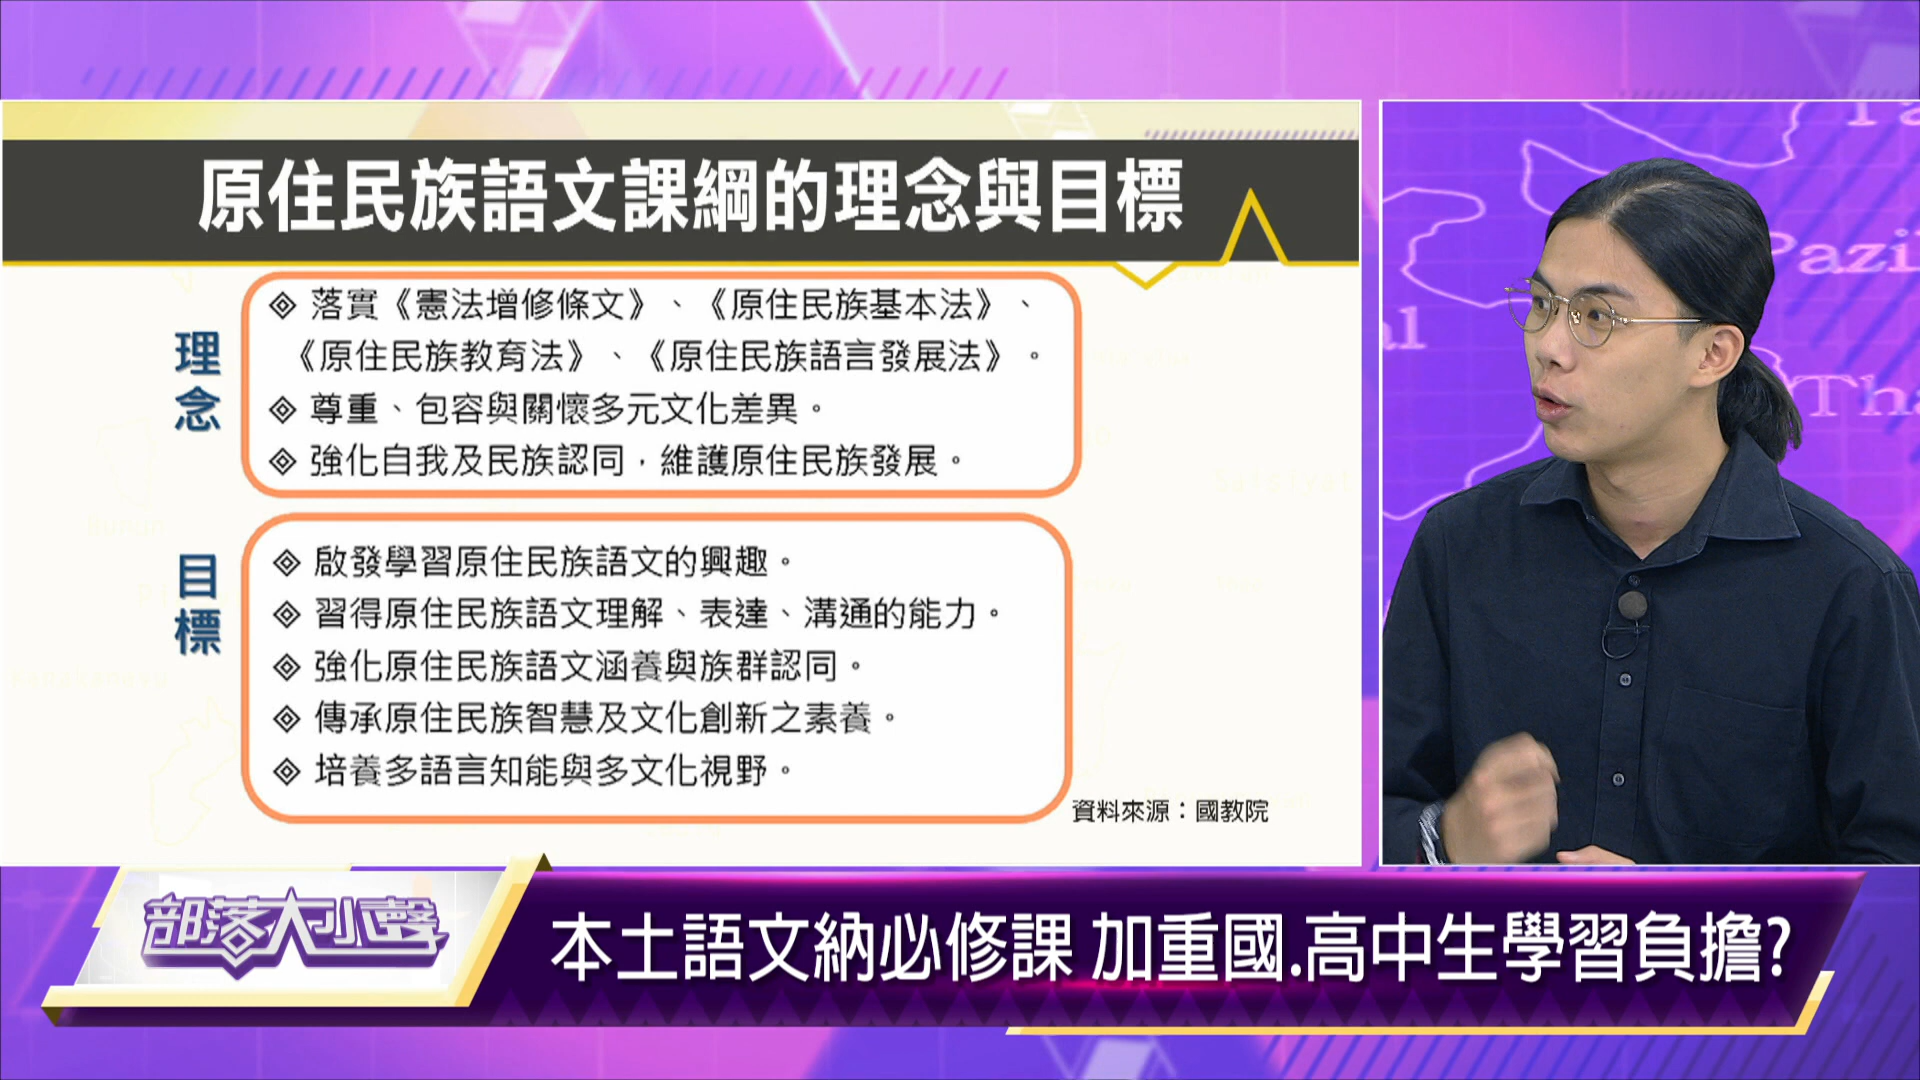 原住民族語文課綱的理念與目標
理念
落實《憲法增修條文》、《原住民族基本法》、
《原住民族教育法》、《原住民族語言發展法》。
尊重、包容與關懷多元文化差異。
強化自我及民族認同，維護原住民族發展。
目標
啟發學習原住民族語文的興趣。
習得原住民族語文理解、表達、溝通的能力。
強化原住民族語文涵養與族群認同。
傳承原住民族智慧及文化創新之素養。
培養多語言知能與多文化視野。
資料來源：國教院
部落大小聲
本土語文納必修課 加重國.高中生學習負擔?